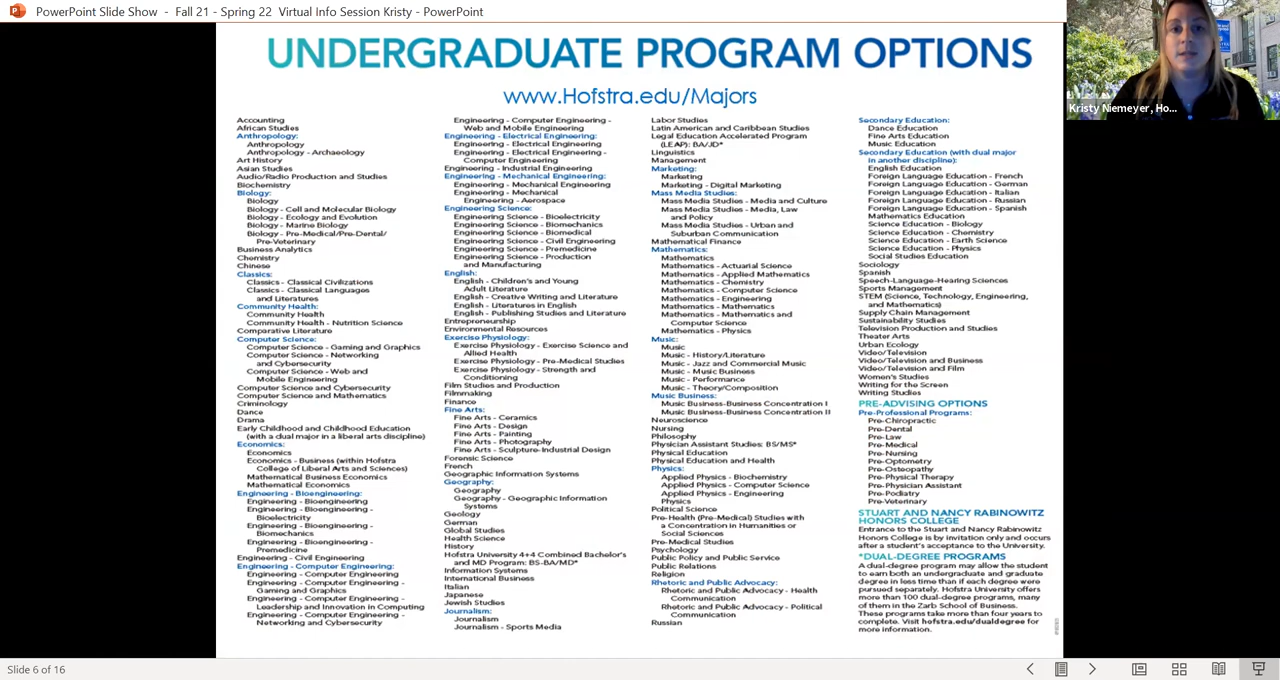 PowerPoint Slide Show - Fall 21 - Spring 22 Virtual Info Session Kristy - PowerPoint
UNDERGRADUATE PROGRAM OPTIONS
www.Hofstra.edu/Majors
Kristy Niemeyer, Ho...
Accounting
African Studies
Anthropology:
Anthropology
Anthropology - Archaeology
Art History
Asian Studies
Audio/Radio Production and Studies
Biochemistry
Biology:
Biology
Biology - Cell and Molecular Biology
Biology - Ecology and Evolution
Biology - Marine Biology
Biology - Pre-Medical/Pre-Dental/
Pre-Veterinary
Business Analytics
Chemistry
Chinese
Classics:
Classics - Classical Civilizations
Classics - Classical Languages
and Literatures
Community Health:
Community Health
Community Health - Nutrition Science
Comparative Literature
Computer Science:
Computer Science - Gaming and Graphics
Computer Science - Networking
and Cybersecurity
Computer Science - Web and
Mobile Engineering
Computer Science and Cybersecurity
Computer Science and Mathematics
Criminology
Dance
Drama
Early Childhood and Childhood Education
(with a dual major in a liberal arts discipline)
Economics:
Economics
Economics - Business (within Hofstra
College of Liberal Arts and Sciences)
Mathematical Business Economics
Mathematical Economics
Engineering - Bioengineering:
Engineering - Bioengineering
Engineering - Bioengineering -
Bioelectricity
Engineering - Bioengineering -
Biomechanics
Engineering - Bioengineering -
Premedicine
Engineering - Civil Engineering
Engineering - Computer Engineering:
Engineering - Computer Engineering
Engineering - Computer Engineering -
Gaming and Graphics
Engineering - Computer Engineering -
Leadership and Innovation in Computing
Engineering - Computer Engineering -
Networking and Cybersecurity
Engineering - Computer Engineering -
Web and Mobile Engineering
Engineering - Electrical Engineering:
Engineering - Electrical Engineering
Engineering - Electrical Engineering -
Computer Engineering
Engineering - Industrial Engineering
Engineering - Mechanical Engineering:
Engineering - Mechanical Engineering
Engineering - Mechanical
Engineering - Aerospace
Engineering Science:
Engineering Science - Bioelectricity
Engineering Science - Biomechanics
Engineering Science - Biomedical
Engineering Science - Civil Engineering
Engineering Science - Premedicine
Engineering Science - Production
and Manufacturing
English:
English - Children's and Young
Adult Literature
English - Creative Writing and Literature
English - Literatures in English
English - Publishing Studies and Literature
Entrepreneurship
Environmental Resources
Exercise Physiology:
Exercise Physiology - Exercise Science and
Allied Health
Exercise Physiology - Pre-Medical Studies
Exercise Physiology - Strength and
Conditioning
Film Studies and Production
Filmmaking
Finance
Fine Arts:
Fine Arts - Ceramics
Fine Arts - Design
Fine Arts - Painting
Fine Arts - Photography
Fine Arts - Sculpture-Industrial Design
Forensic Science
French
Geographic Information Systems
Geography:
Geography
Geography - Geographic Information
Systems
Geology
German
Global Studies
Health Science
History
Hofstra University 4+4 Combined Bachelor's
and MD Program: BS-BA/MD*
Information Systems
International Business
Italian
Japanese
Jewish Studies
Journalism:
Journalism
Journalism - Sports Media
Labor Studies
Latin American and Caribbean Studies
Legal Education Accelerated Program
(LEAP): BA/JD*
Linguistics
Management
Marketing:
Marketing
Marketing - Digital Marketing
Mass Media Studies:
Mass Media Studies - Media and Culture
Mass Media Studies - Media, Law
and Policy
Mass Media Studies - Urban and
Suburban Communication
Mathematical Finance
Mathematics:
Mathematics
Mathematics - Actuarial Science
Mathematics - Applied Mathematics
Mathematics - Chemistry
Mathematics - Computer Science
Mathematics - Engineering
Mathematics - Mathematics
Mathematics - Mathematics and
Computer Science
Mathematics - Physics
Music:
Music
Music - History/Literature
Music - Jazz and Commercial Music
Music - Music Business
Music - Performance
Music - Theory/Composition
Music Business:
Music Business-Business Concentration I
Music Business-Business Concentration II
Neuroscience
Nursing
Philosophy
Physician Assistant Studies: BS/MS*
Physical Education
Physical Education and Health
Physics:
Applied Physics - Biochemistry
Applied Physics - Computer Science
Applied Physics - Engineering
Physics
Political Science
Pre-Health (Pre-Medical) Studies with
a Concentration in Humanities or
Social Sciences
Pre-Medical Studies
Psychology
Public Policy and Public Service
Public Relations
Religion
Rhetoric and Public Advocacy:
Rhetoric and Public Advocacy - Health
Communication
Rhetoric and Public Advocacy - Political
Communication
Russian
Secondary Education:
Dance Education
Fine Arts Education
Music Education
Secondary Education (with dual major
in another discipline):
English Education
Foreign Language Education - French
Foreign Language Education - German
Foreign Language Education - Italian
Foreign Language Education - Russian
Foreign Language Education - Spanish
Mathematics Education
Science Education - Biology
Science Education - Chemistry
Science Education - Earth Science
Science Education - Physics
Social Studies Education
Sociology
Spanish
Speech-Language-Hearing Sciences
Sports Management
STEM (Science, Technology, Engineering,
and Mathematics)
Supply Chain Management
Sustainability Studies
Television Production and Studies
Theater Arts
Urban Ecology
Video/Television
Video/Television and Business
Video/Television and Film
Women's Studies
Writing for the Screen
Writing Studies
PRE-ADVISING OPTIONS
Pre-Professional Programs:
Pre-Chiropractic
Pre-Dental
Pre-Law
Pre-Medical
Pre-Nursing
Pre-Optometry
Pre-Osteopathy
Pre-Physical Therapy
Pre-Physician Assistant
Pre-Podiatry
Pre-Veterinary
STUART AND NANCY RABINOWITZ
HONORS COLLEGE
Entrance to the Stuart and Nancy Rabinowitz
Honors College is by invitation only and occurs
after a student's acceptance to the University.
*DUAL-DEGREE PROGRAMS
A dual-degree program may allow the student
to earn both an undergraduate and graduate
degree in less time than if each degree were
pursued separately. Hofstra University offers
more than 100 dual-degree programs, many
of them in the Zarb School of Business.
These programs take more than four years to
complete. Visit hofstra.edu/dualdegree for
more information.
Slide 6 of 16